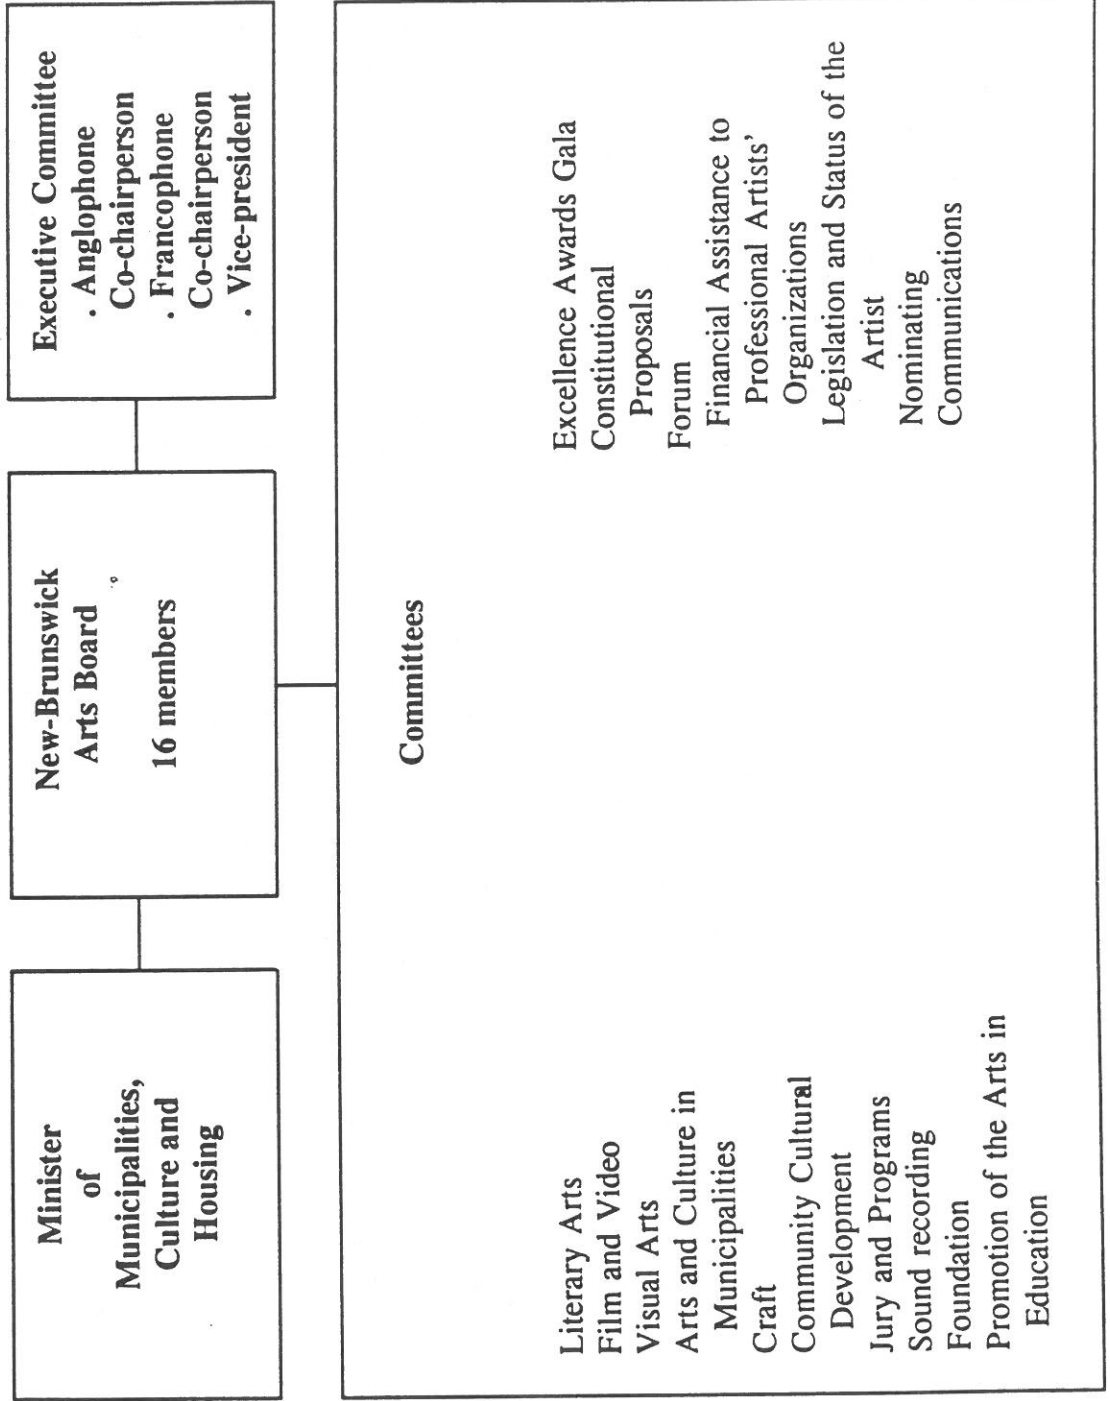 Minister
of
Municipalities,
Culture and
Housing
New-Brunswick
Arts Board
16 members
Executive Committee
. Anglophone
Co-chairperson
. Francophone
Co-chairperson
. Vice-president
Committees
Literary Arts
Film and Video
Visual Arts
Arts and Culture in
Municipalities
Craft
Community Cultural
Development
Jury and Programs
Sound recording
Foundation
Promotion of the Arts in
Education
Excellence Awards Gala
Constitutional
Proposals
Forum
Financial Assistance to
Professional Artists'
Organizations
Legislation and Status of the
Artist
Nominating
Communications